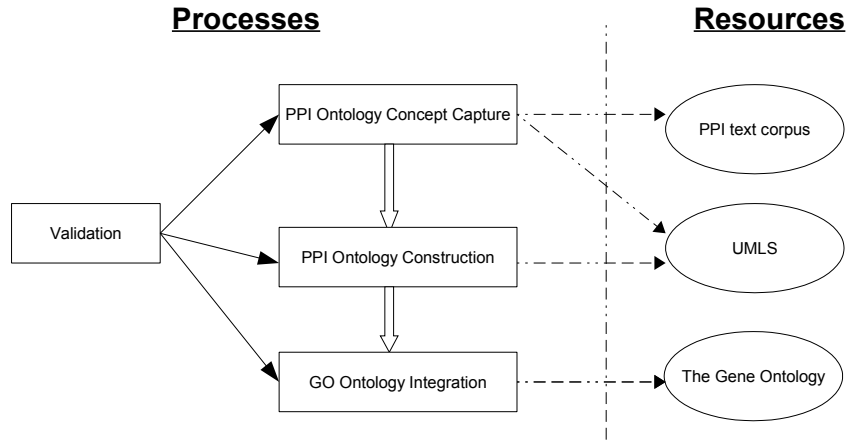 Processes
Resources
PPI Ontology Concept Capture
PPI text corpus
Validation
PPI Ontology Construction
UMLS
GO Ontology Integration
The Gene Ontology